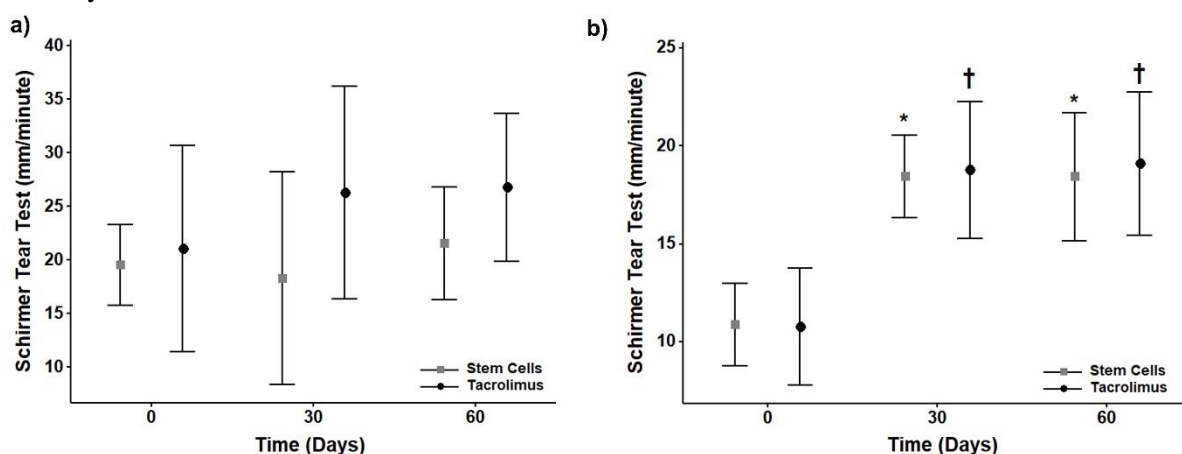 a)
Schirmer Tear Test (mm/minute)
40
35
30
25
20
15
10
Stem Cells
Tacrolimus
0 30 60
Time (Days)
b)
Schirmer Tear Test (mm/minute)
25
20
15
10
* † * †
Stem Cells
Tacrolimus
0 30 60
Time (Days)